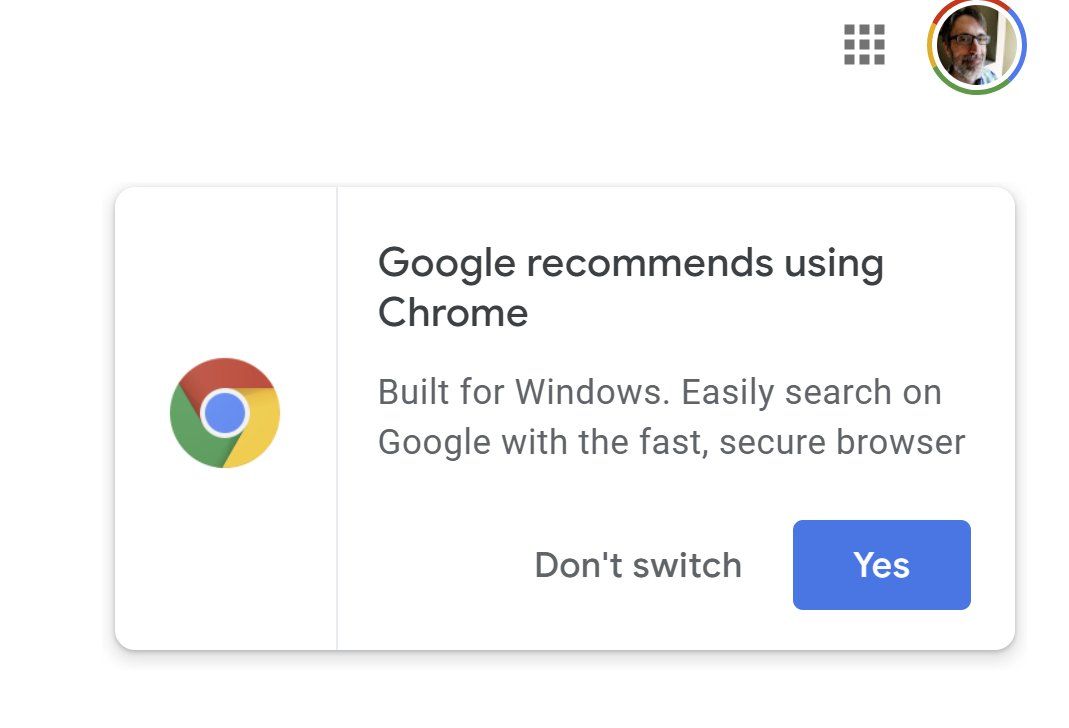 Google recommends using
Chrome
Built for Windows. Easily search on
Google with the fast, secure browser
Don't switch
Yes